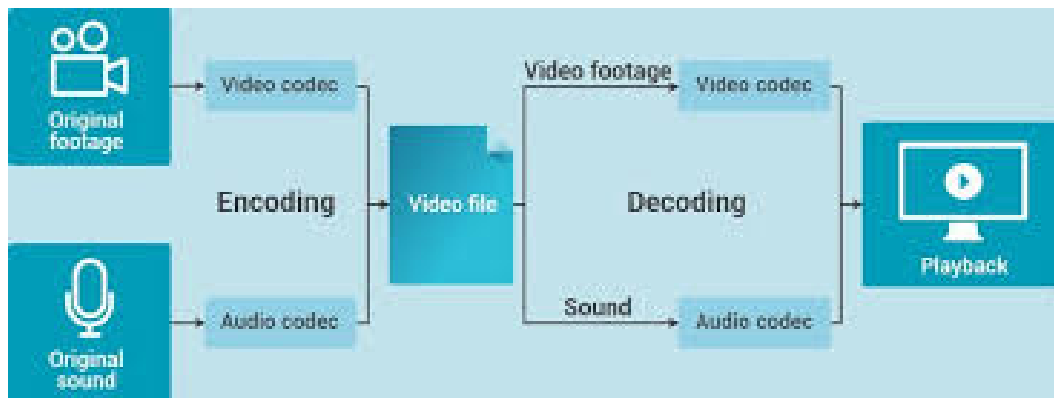 Original
footage
Video codec
Encoding
Original
sound
Audio codec
Video file
Video footage
Video codec
Decoding
Sound
Audio codec
Playback